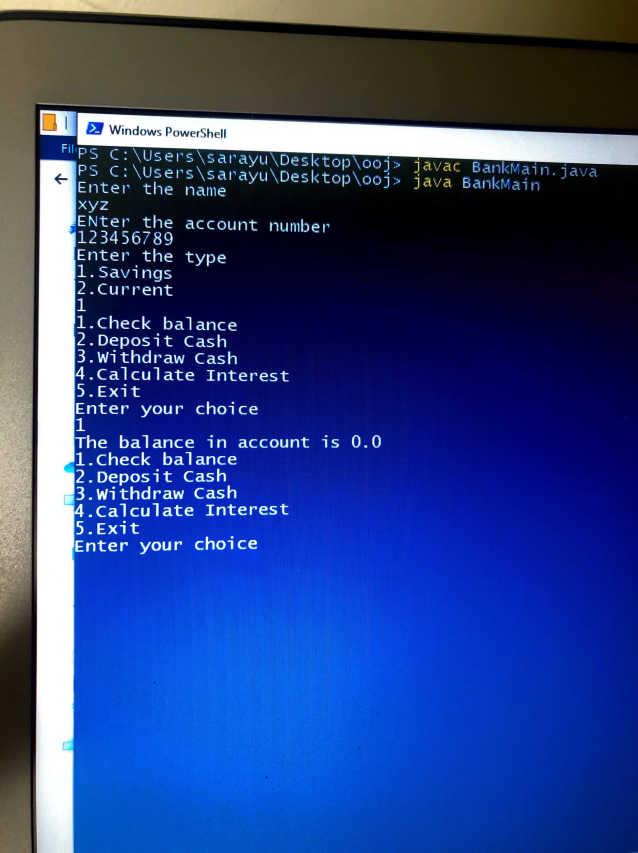 Windows PowerShell
Fil
PS C:\Users\sarayu\Desktop\ooj> javac BankMain.java
PS C:\Users\sarayu\Desktop\ooj> java BankMain
Enter the name
xyz
ENter the account number
123456789
Enter the type
1.Savings
2.Current
1
1.Check balance
2.Deposit Cash
3.Withdraw Cash
4.Calculate Interest
5.Exit
Enter your choice
1
The balance in account is 0.0
1.Check balance
2.Deposit Cash
3.Withdraw Cash
4.Calculate Interest
5.Exit
Enter your choice